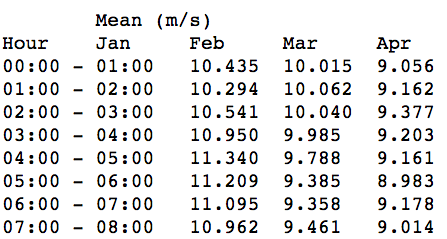 Mean (m/s)
Hour Jan Feb Mar Apr
00:00 - 01:00 10.435 10.015 9.056
01:00 - 02:00 10.294 10.062 9.162
02:00 - 03:00 10.541 10.040 9.377
03:00 - 04:00 10.950 9.985 9.203
04:00 - 05:00 11.340 9.788 9.161
05:00 - 06:00 11.209 9.385 8.983
06:00 - 07:00 11.095 9.358 9.178
07:00 - 08:00 10.962 9.461 9.014